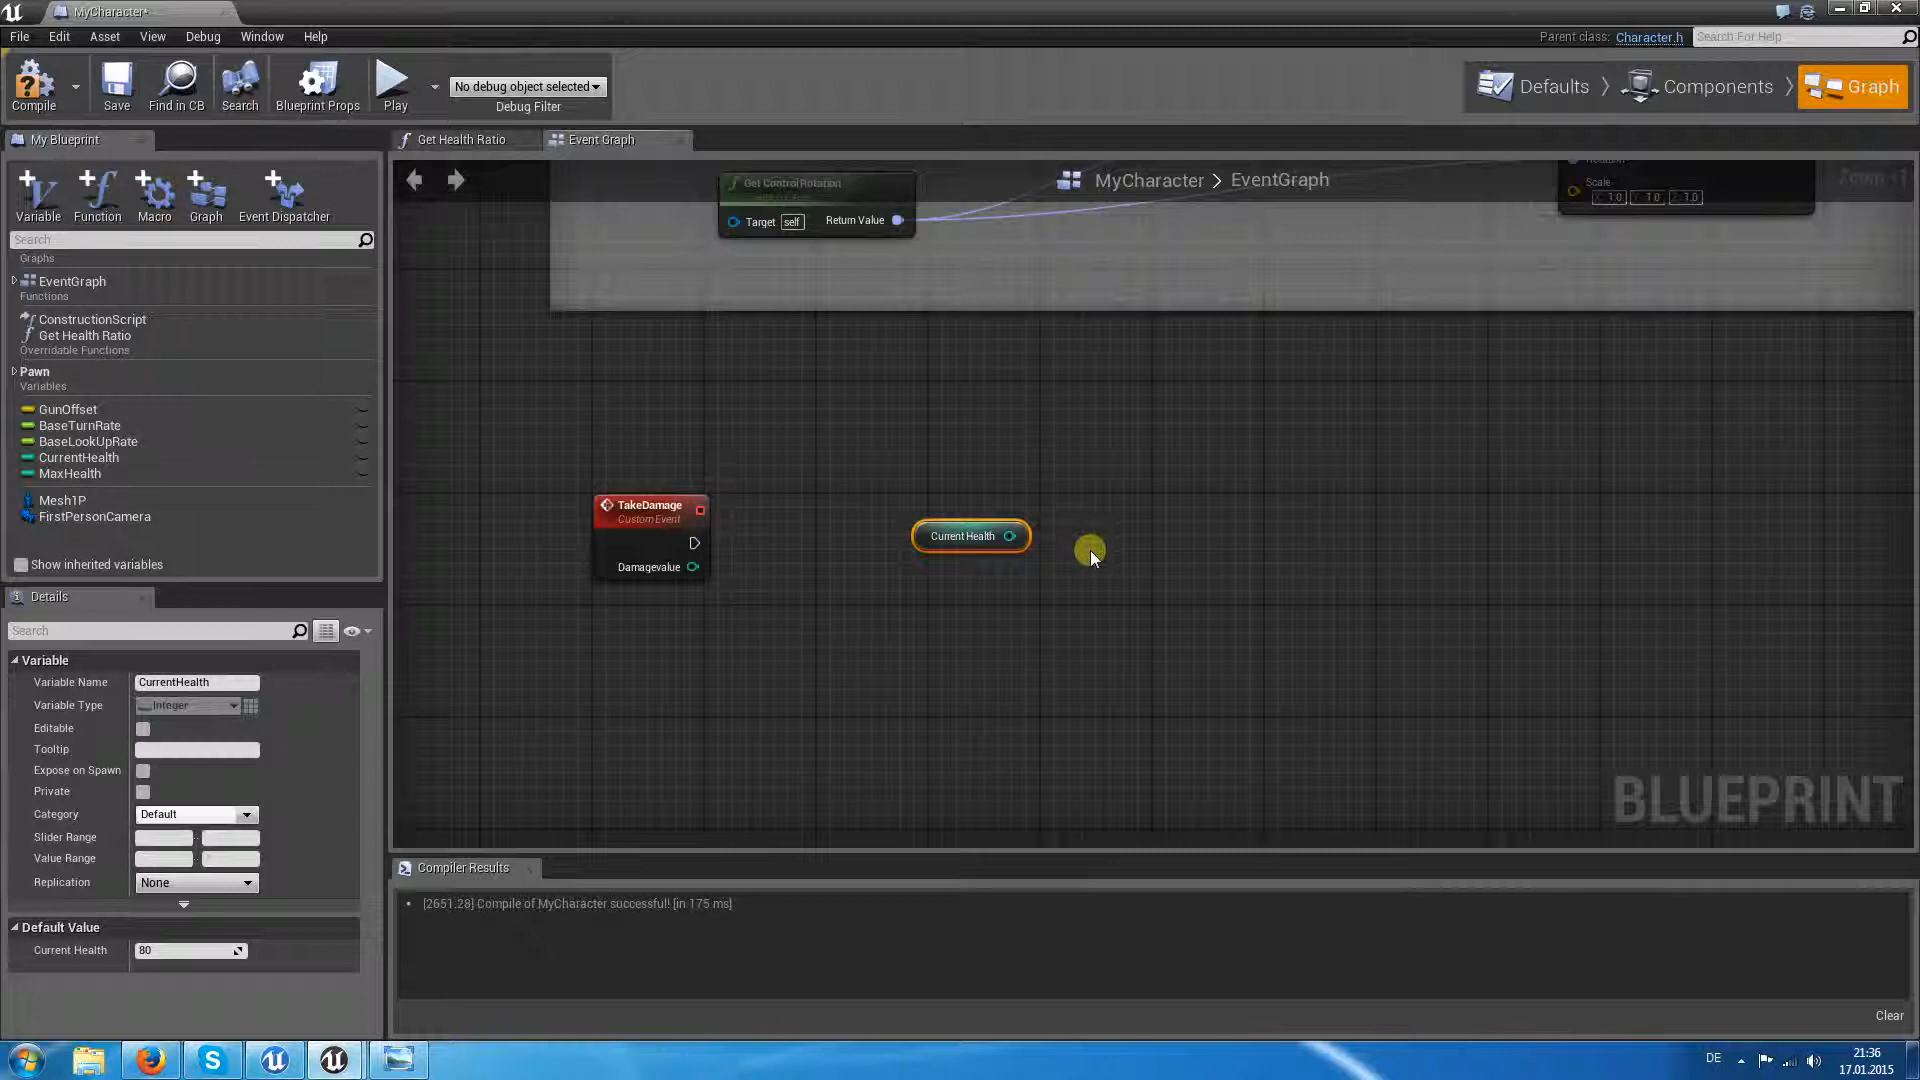 MyCharacter*
File Edit Asset View Debug Window Help
Parent class: Character.h Search For Help
Compile Save Find in CB Search Blueprint Props Play No debug object selected Debug Filter
Defaults Components Graph
My Blueprint
Get Health Ratio Event Graph
Variable Function Macro Graph Event Dispatcher
MyCharacter > EventGraph
Zoom -1
Search
Graphs
EventGraph
Functions
ConstructionScript
Get Health Ratio
Overridable Functions
Pawn
Variables
GunOffset
BaseTurnRate
BaseLookUpRate
CurrentHealth
MaxHealth
Mesh1P
FirstPersonCamera
Show inherited variables
Get ControlRotation
Target self Return Value
Rotation
Scale
X 1.0 Y 1.0 Z 1.0
TakeDamage
CustomEvent
Damagevalue
Current Health
BLUEPRINT
Details
Search
Variable
Variable Name CurrentHealth
Variable Type Integer
Editable
Tooltip
Expose on Spawn
Private
Category Default
Slider Range
Value Range
Replication None
Default Value
Current Health 80
Compiler Results
[2651.28] Compile of MyCharacter successful! [in 175 ms]
Clear
DE
21:36
17.01.2015